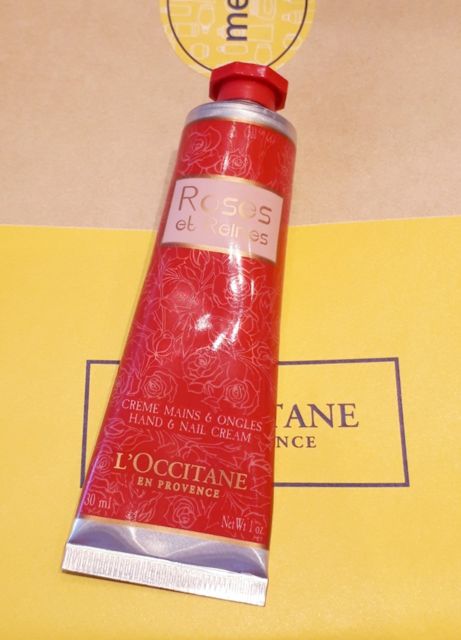 me
Roses
et Reines
CREME MAINS & ONGLES
HAND & NAIL CREAM
L'OCCITANE
EN PROVENCE
30 ml
Net Wt 1 oz.
TANE
NCE